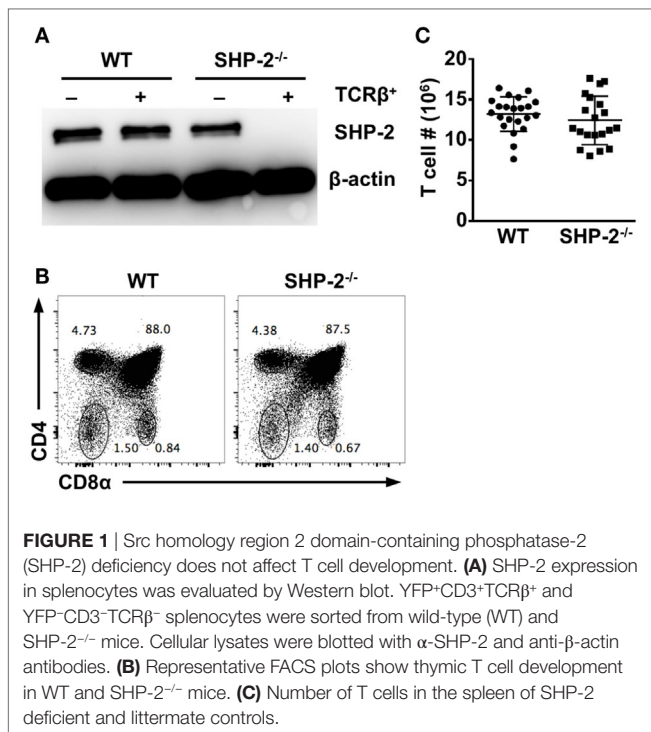 A
WT SHP-2-/-
– + – + TCRβ+
SHP-2
β-actin
C
T cell # (10⁶)
20
15
10
5
0
WT SHP-2-/-
B
WT SHP-2-/-
4.73 88.0
1.50 0.84
4.38 87.5
1.40 0.67
CD4
CD8α
FIGURE 1 | Src homology region 2 domain-containing phosphatase-2
(SHP-2) deficiency does not affect T cell development. (A) SHP-2 expression
in splenocytes was evaluated by Western blot. YFP⁺CD3⁺TCRβ⁺ and
YFP⁻CD3⁻TCRβ⁻ splenocytes were sorted from wild-type (WT) and
SHP-2⁻/⁻ mice. Cellular lysates were blotted with α-SHP-2 and anti-β-actin
antibodies. (B) Representative FACS plots show thymic T cell development
in WT and SHP-2⁻/⁻ mice. (C) Number of T cells in the spleen of SHP-2
deficient and littermate controls.